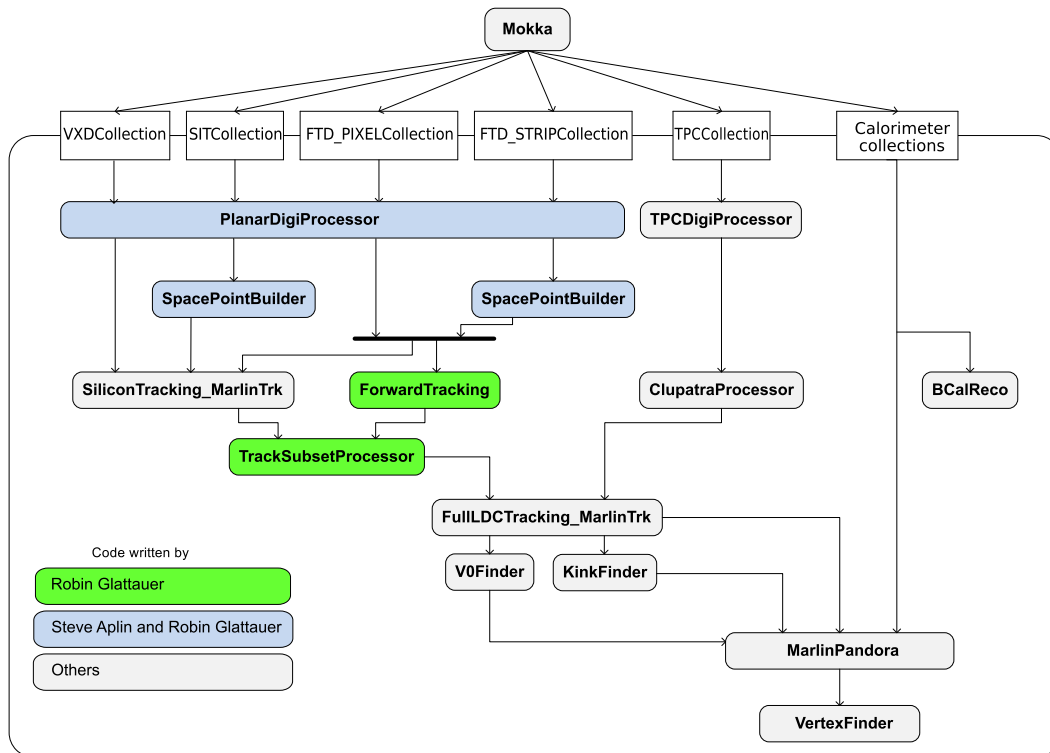 Mokka
VXDCollection
SITCollection
FTD_PIXELCollection
FTD_STRIPCollection
TPCCollection
Calorimeter
collections
PlanarDigiProcessor
TPCDigiProcessor
SpacePointBuilder
SpacePointBuilder
SiliconTracking_MarlinTrk
ForwardTracking
ClupatraProcessor
BCalReco
TrackSubsetProcessor
FullLDCTracking_MarlinTrk
V0Finder
KinkFinder
Code written by
Robin Glattauer
Steve Aplin and Robin Glattauer
Others
MarlinPandora
VertexFinder